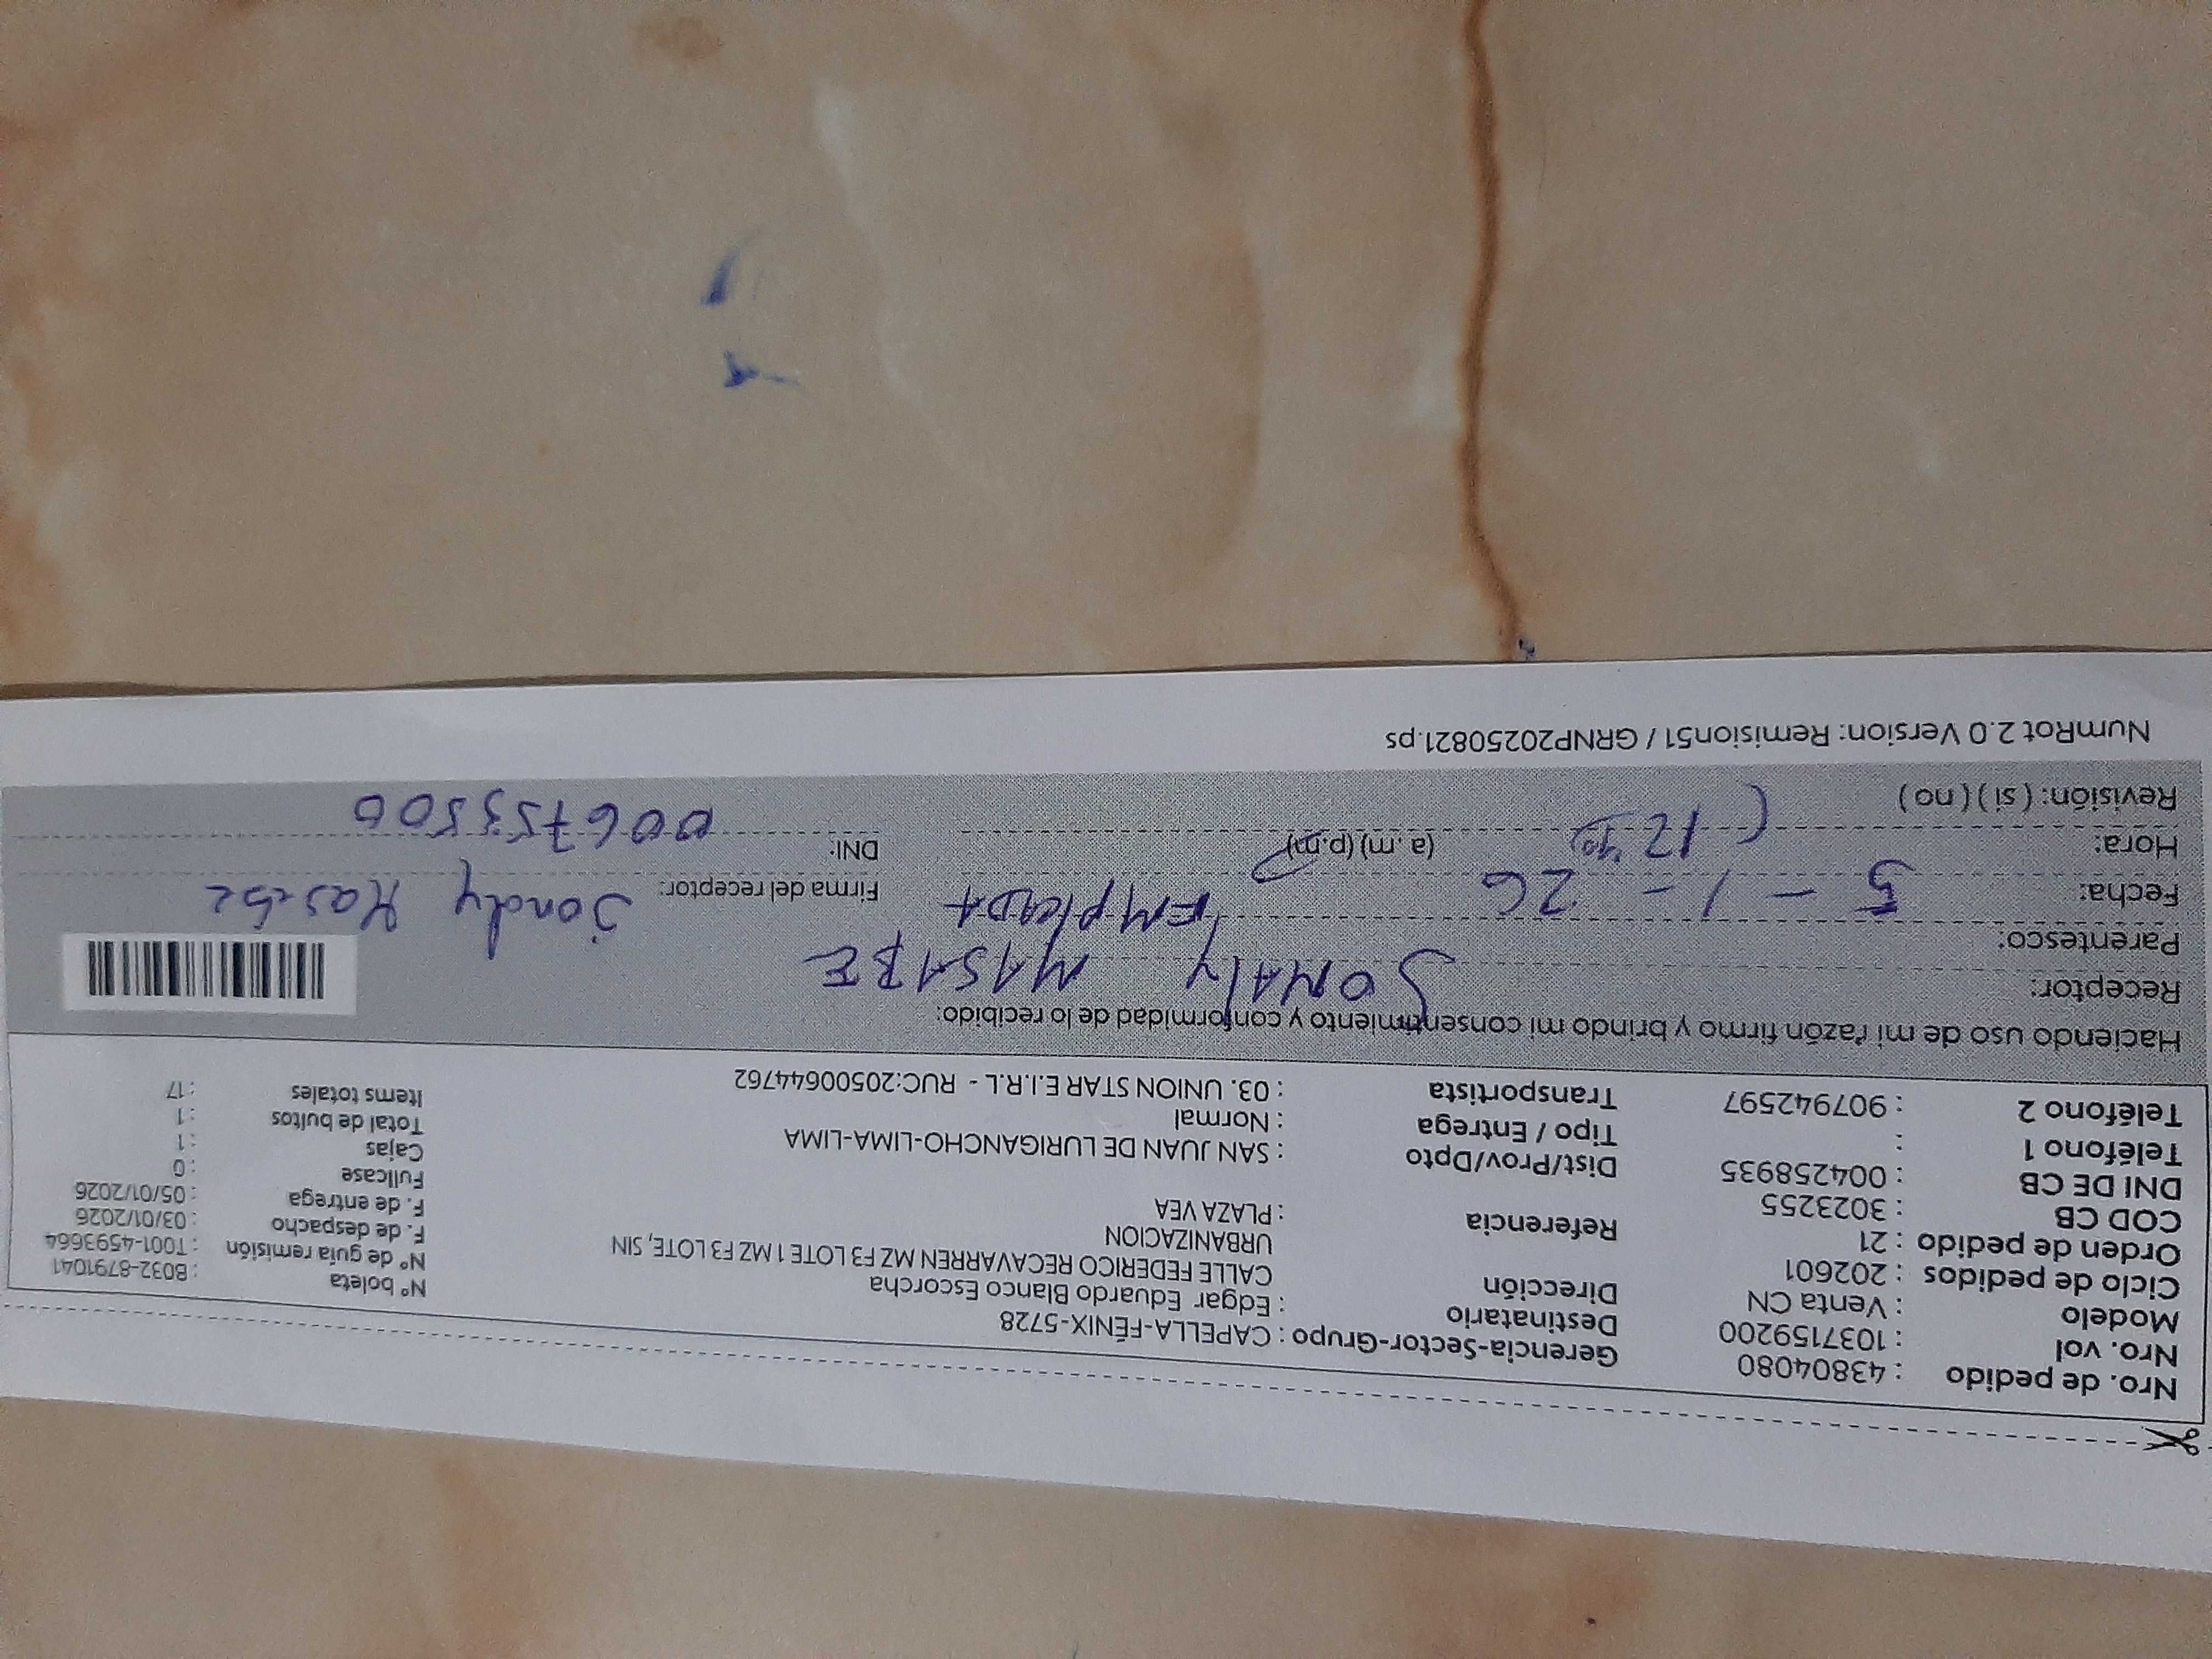 Nro. de pedido : 43804080
Nro. vol : 1037159200
Modelo : Venta CN
Ciclo de pedidos : 202601
Orden de pedido : 21
COD CB : 3023255
DNI DE CB : 004258935
Teléfono 1 :
Teléfono 2 : 907942597
Gerencia-Sector-Grupo : CAPELLA-FÉNIX-5728
Destinatario : Edgar Eduardo Blanco Escorcha
Dirección CALLE FEDERICO RECAVARREN MZ F3 LOTE 1 MZ F3 LOTE, SIN
URBANIZACION
Referencia : PLAZA VEA
Dist/Prov/Dpto : SAN JUAN DE LURIGANCHO-LIMA-LIMA
Tipo / Entrega : Normal
Transportista : 03. UNION STAR E.I.R.L - RUC:20500644762
N° boleta : B032-8791041
N° de guía remisión : T001-4593664
F. de despacho : 03/01/2026
F. de entrega : 05/01/2026
Fullcase : 0
Cajas : 1
Total de bultos : 1
Items totales : 17
Haciendo uso de mi razón firmo y brindo mi consentimiento y conformidad de lo recibido:
Receptor:
Parentesco:
Fecha: 5 - 1 - 26
Hora: (12 40 (a. m) (p.m)
Revisión: ( si ) ( no )
Firma del receptor:
DNI: 006753500
NumRot 2.0 Version: Remision51 / GRNP20250821.ps